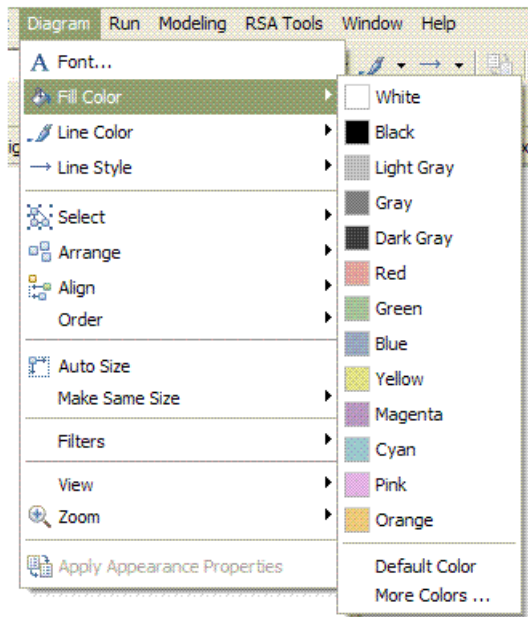 Diagram Run Modeling RSA Tools Window Help
Font...
Fill Color
Line Color
Line Style
Select
Arrange
Align
Order
Auto Size
Make Same Size
Filters
View
Zoom
Apply Appearance Properties
White
Black
Light Gray
Gray
Dark Gray
Red
Green
Blue
Yellow
Magenta
Cyan
Pink
Orange
Default Color
More Colors ...